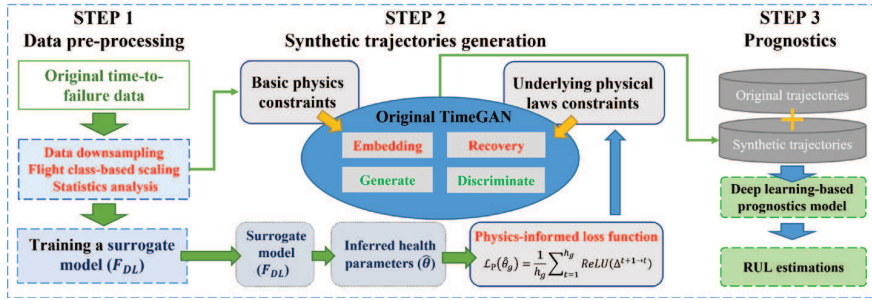 STEP 1
Data pre-processing
Original time-to-
failure data
Data downsampling
Flight class-based scaling
Statistics analysis
Training a surrogate
model (F_DL)
STEP 2
Synthetic trajectories generation
Basic physics
constraints
Underlying physical
laws constraints
Original TimeGAN
Embedding
Recovery
Generate
Discriminate
Surrogate
model
(F_DL)
Inferred health
parameters (θ̂)
Physics-informed loss function
ℒ_P(θ̂_g) = 1/h_g ∑_{t=1}^{h_g} ReLU(Δ^{t+1→t})
STEP 3
Prognostics
Original trajectories
+
Synthetic trajectories
Deep learning-based
prognostics model
RUL estimations